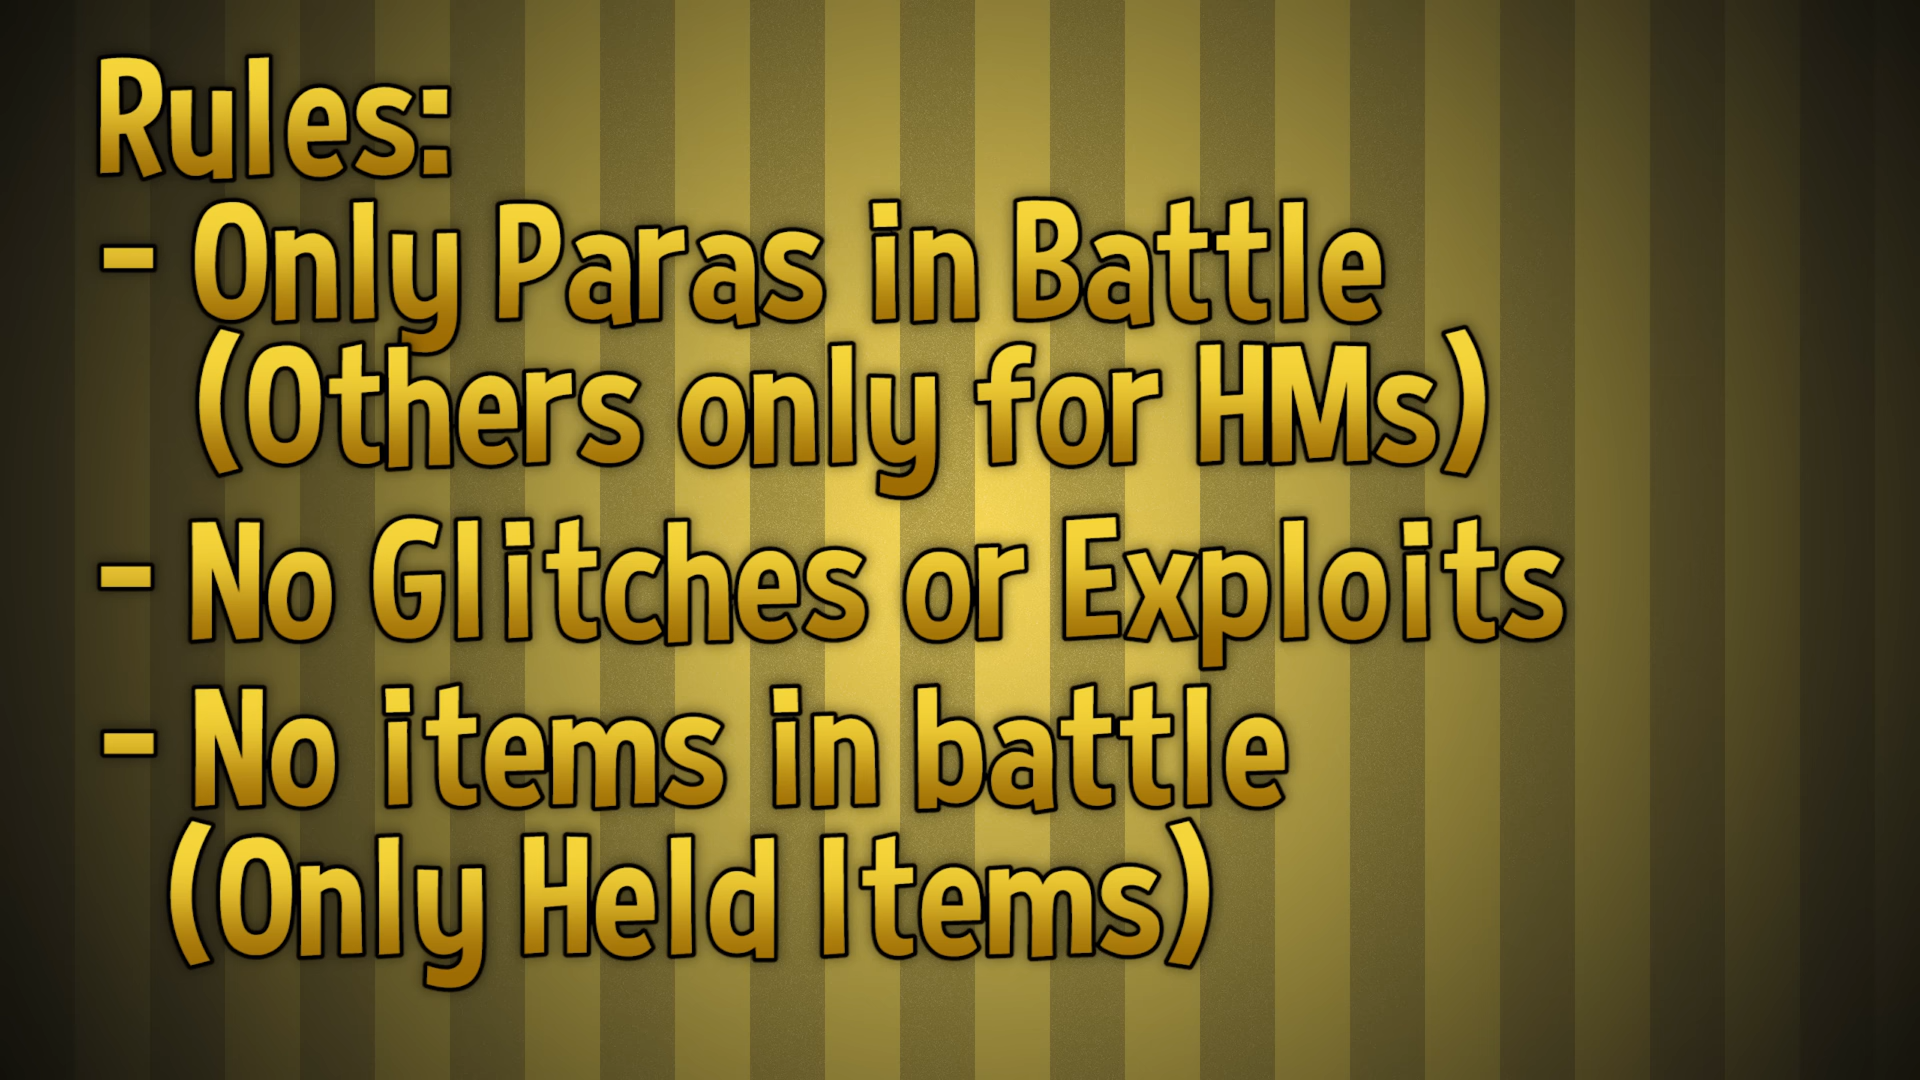 Rules:
- Only Paras in Battle
(Others only for HMs)
- No Glitches or Exploits
- No items in battle
(Only Held Items)